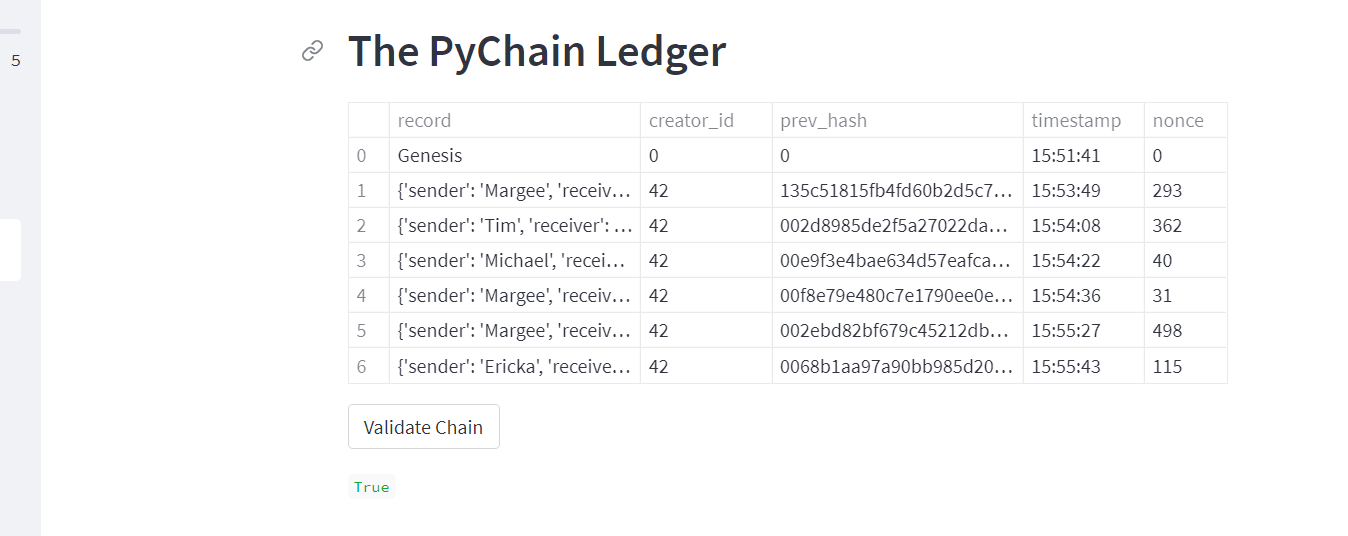 5
The PyChain Ledger
record creator_id prev_hash timestamp nonce
0 Genesis 0 0 15:51:41 0
1 {'sender': 'Margee', 'receiv... 42 135c51815fb4fd60b2d5c7... 15:53:49 293
2 {'sender': 'Tim', 'receiver': ... 42 002d8985de2f5a27022da... 15:54:08 362
3 {'sender': 'Michael', 'recei... 42 00e9f3e4bae634d57eafca... 15:54:22 40
4 {'sender': 'Margee', 'receiv... 42 00f8e79e480c7e1790ee0e... 15:54:36 31
5 {'sender': 'Margee', 'receiv... 42 002ebd82bf679c45212db... 15:55:27 498
6 {'sender': 'Ericka', 'receive... 42 0068b1aa97a90bb985d20... 15:55:43 115
Validate Chain
True